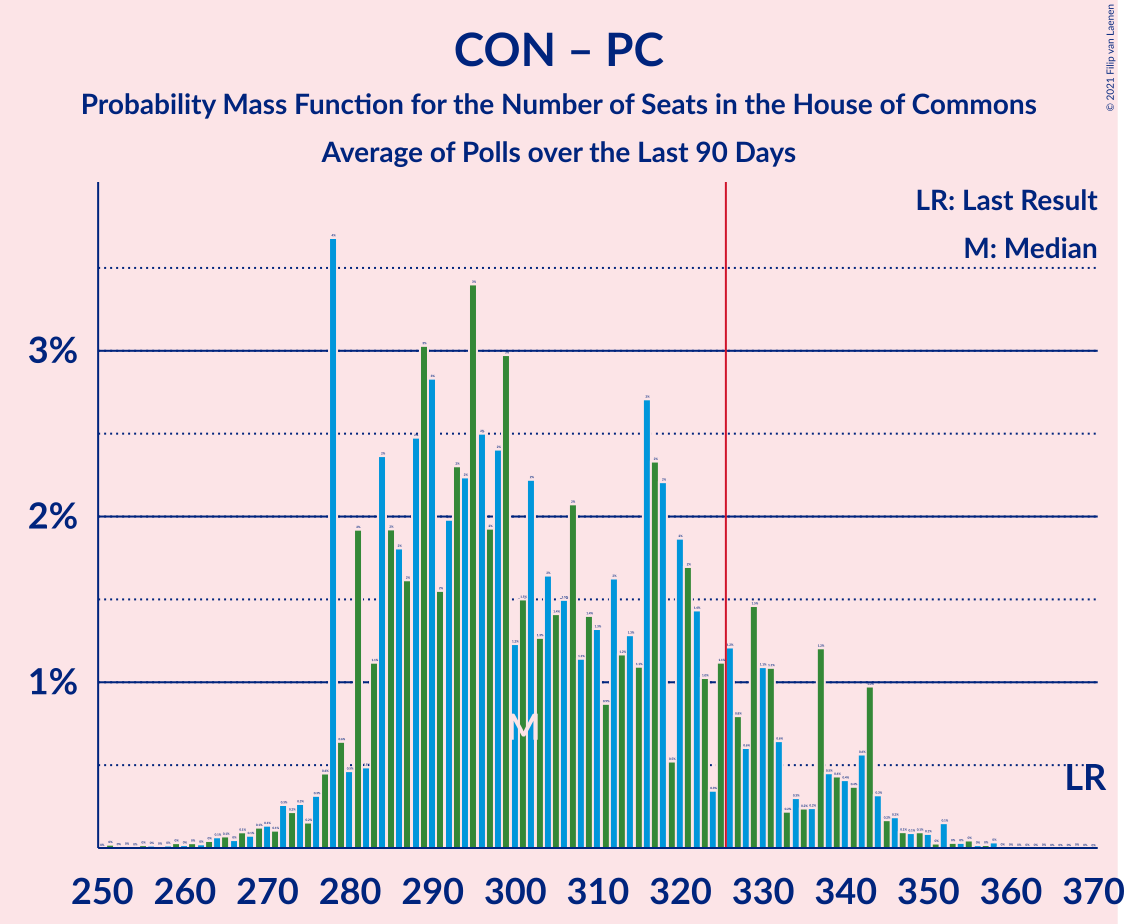 CON – PC
Probability Mass Function for the Number of Seats in the House of Commons
Average of Polls over the Last 90 Days
© 2021 Filip van Laenen
LR: Last Result
M: Median
3%
2%
1%
M
LR
250 260 270 280 290 300 310 320 330 340 350 360 370